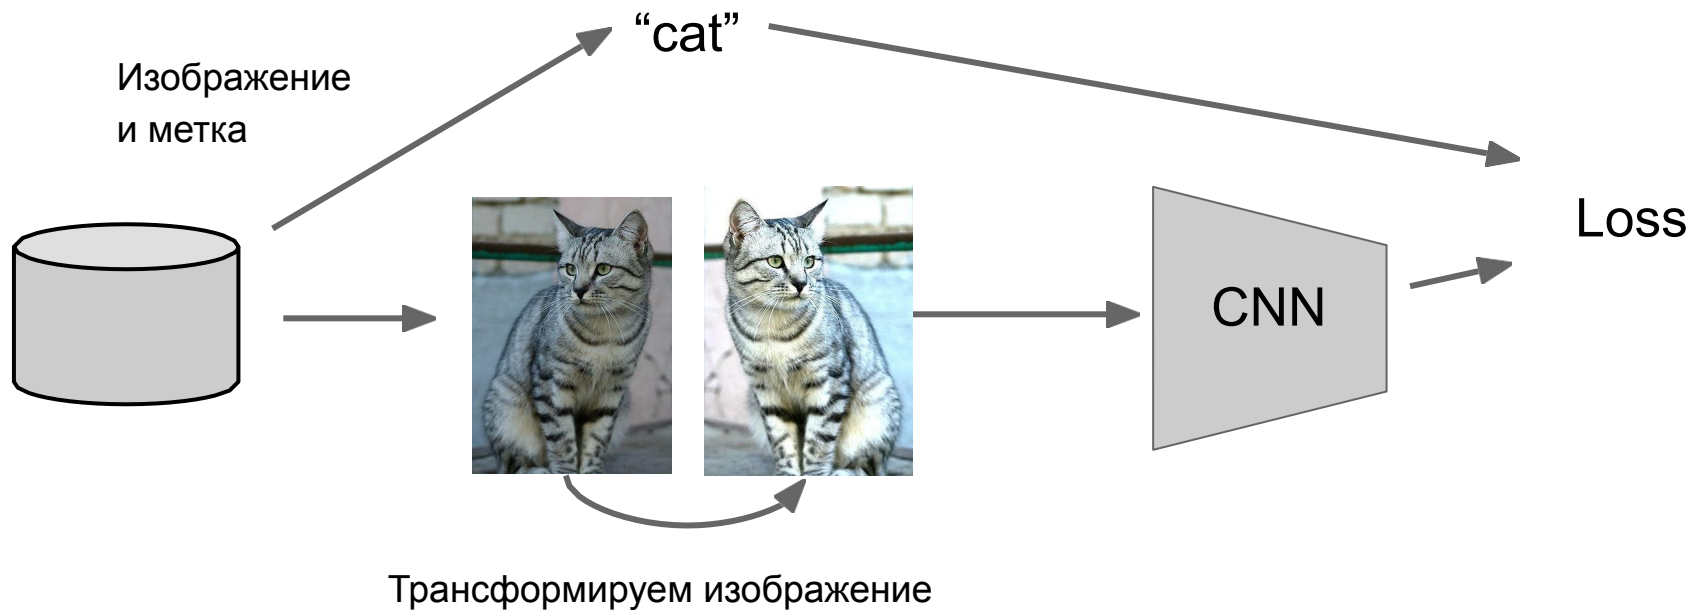 “cat”
Изображение
и метка
Loss
CNN
Трансформируем изображение